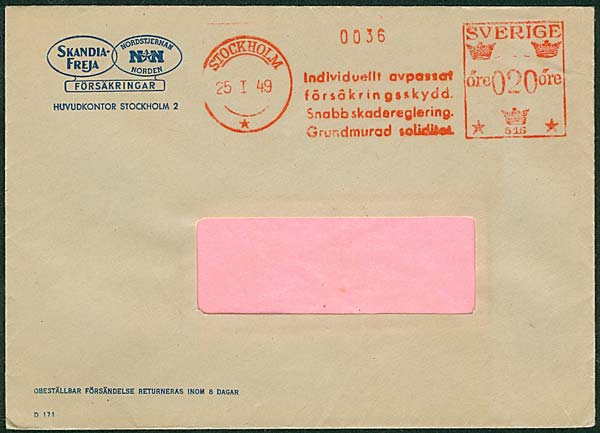 SKANDIA-
FREJA
NORDSTJERNAN
N N
NORDEN
FÖRSÄKRINGAR
HUVUDKONTOR STOCKHOLM 2
STOCKHOLM
25 I 49
0036
Individuellt avpassat
försäkringsskydd.
Snabb skadereglering.
Grundmurad soliditet.
SVERIGE
öre 020 öre
616
OBESTÄLLBAR FÖRSÄNDELSE RETURNERAS INOM 8 DAGAR
D 171